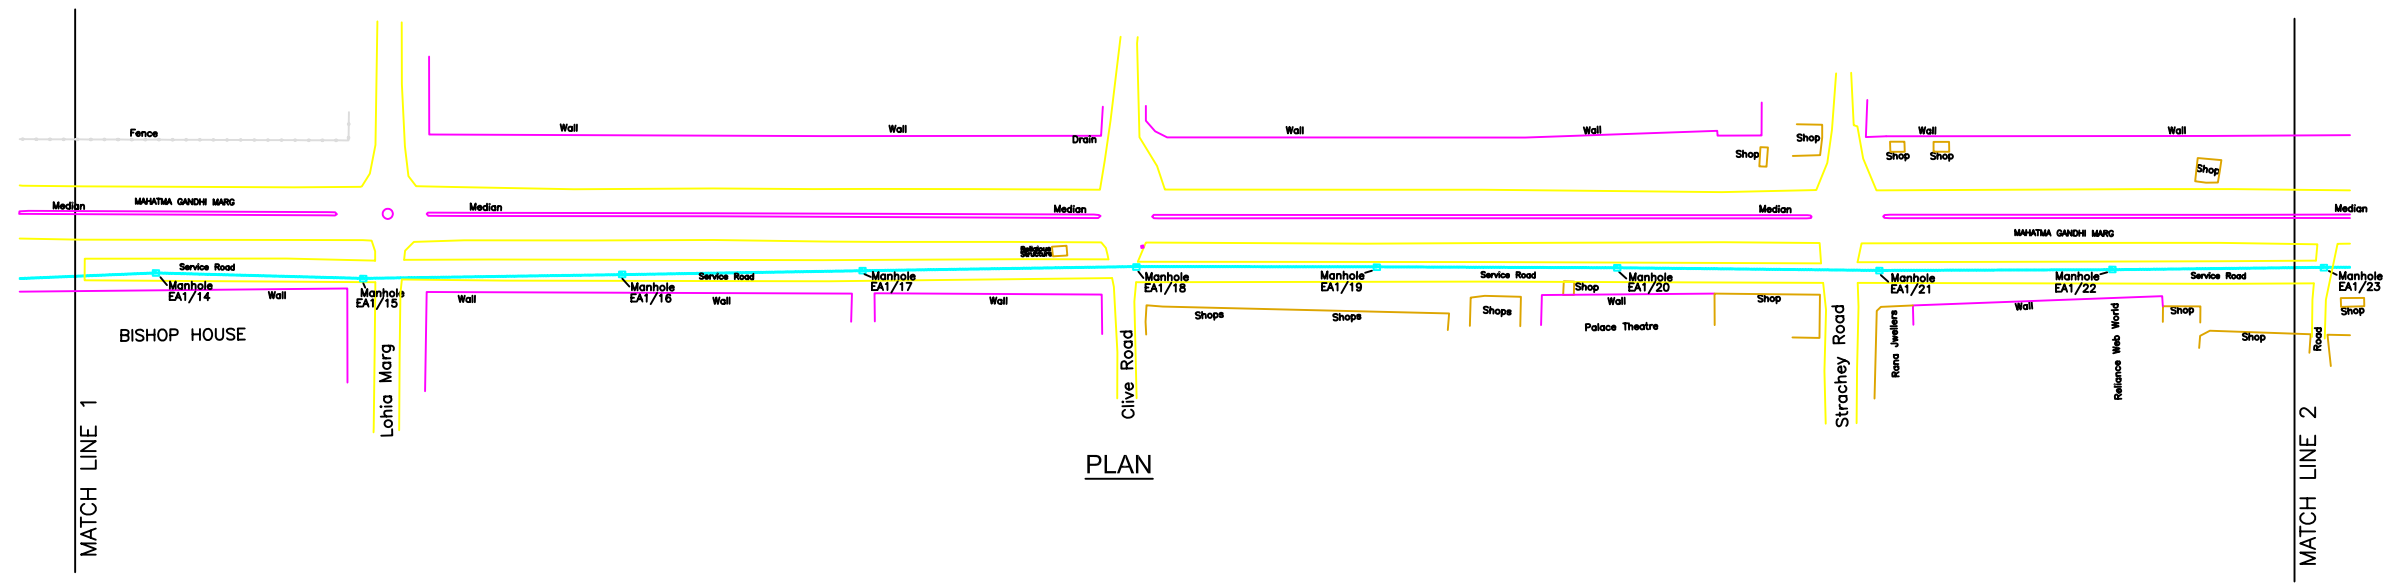 Fence
Wall
Wall
Drain
Wall
Wall
Shop
Shop
Wall
Shop
Shop
Wall
Shop
Median
MAHATMA GANDHI MARG
Median
Median
Median
Median
MAHATMA GANDHI MARG
Religious
Structure
Service Road
Service Road
Service Road
Service Road
Manhole
EA1/14
Manhole
EA1/15
Manhole
EA1/16
Manhole
EA1/17
Manhole
EA1/18
Manhole
EA1/19
Manhole
EA1/20
Manhole
EA1/21
Manhole
EA1/22
Manhole
EA1/23
Wall
Wall
Wall
Wall
Shops
Shops
Shops
Shop
Wall
Palace Theatre
Shop
Wall
Shop
Shop
Shop
BISHOP HOUSE
Lohia Marg
Clive Road
Strachey Road
Rana Jwellers
Reliance Web World
Road
MATCH LINE 1
MATCH LINE 2
PLAN